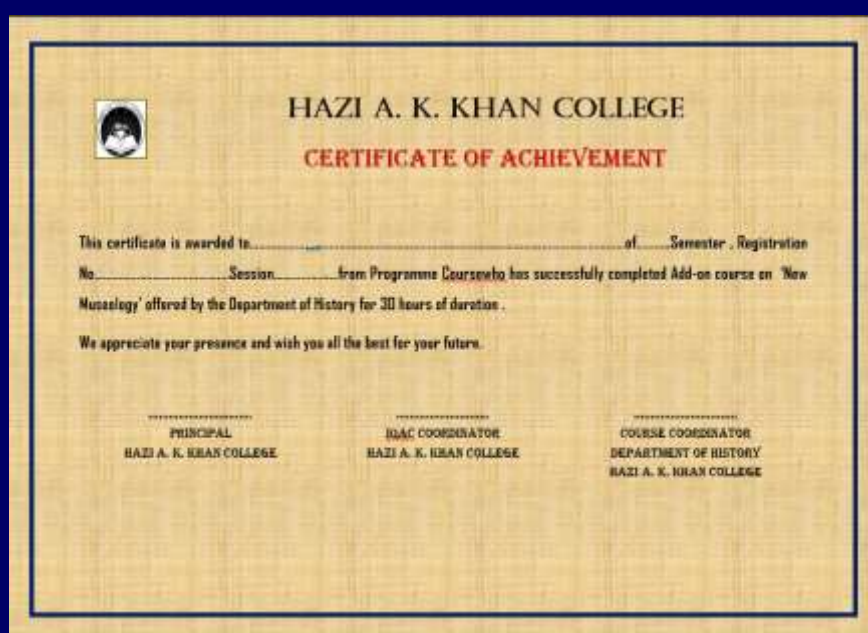 HAZI A. K. KHAN COLLEGE
CERTIFICATE OF ACHIEVEMENT
This certificate is awarded to....................................................................................................of.........Semester , Registration
No....................................Session..................from Programme Coursewho has successfully completed Add-on course on 'New
Museology' offered by the Department of History for 30 hours of duration .
We appreciate your presence and wish you all the best for your future.
PRINCIPAL IQAC COORDINATOR COURSE COORDINATOR
HAZI A. K. KHAN COLLEGE HAZI A. K. KHAN COLLEGE DEPARTMENT OF HISTORY
HAZI A. K. KHAN COLLEGE